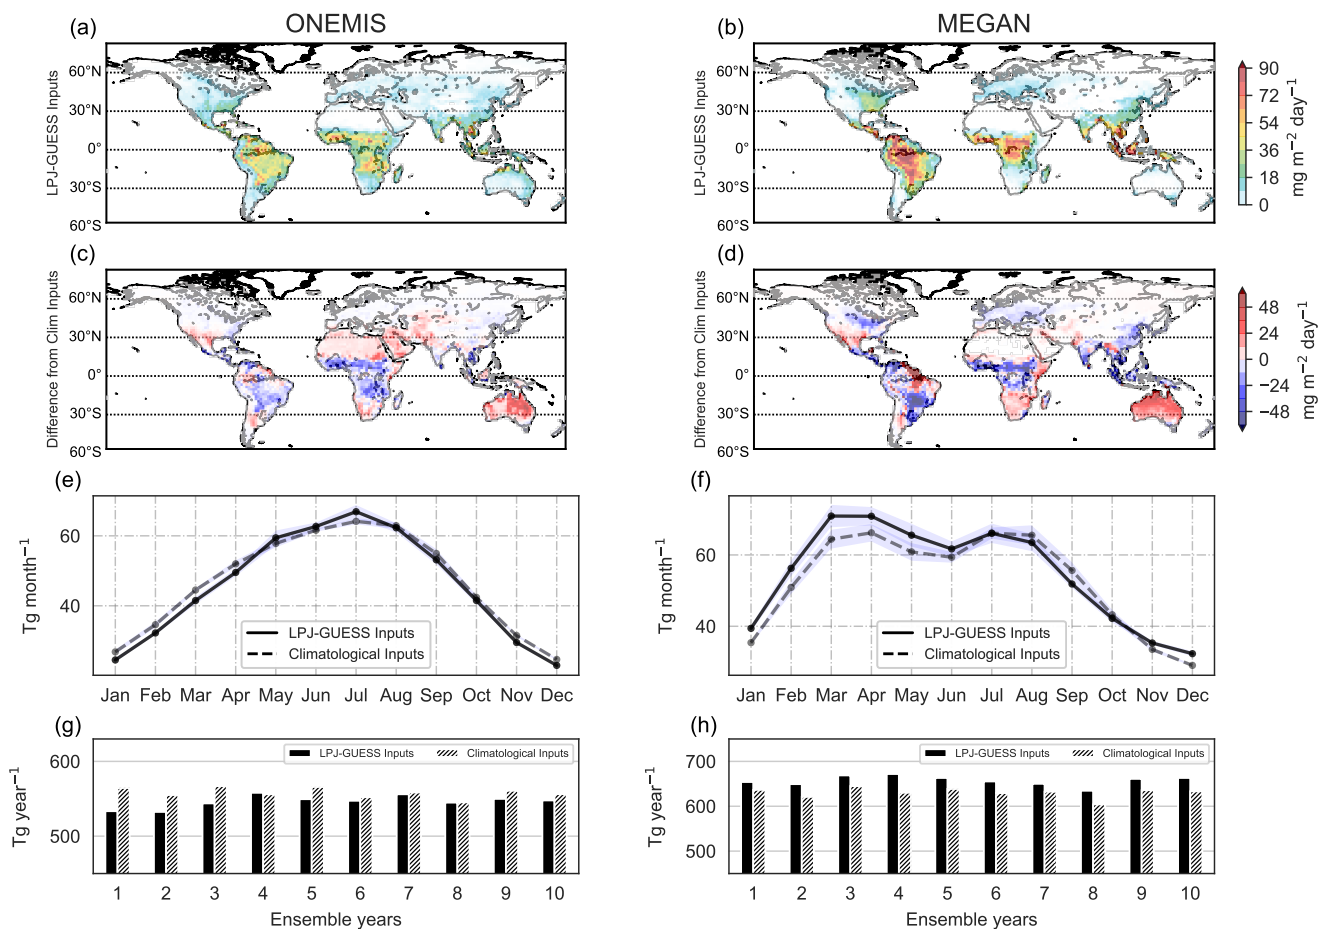 ONEMIS
MEGAN
(a)
(b)
LPJ-GUESS Inputs
60°N
30°N
0°
30°S
60°S
LPJ-GUESS Inputs
60°N
30°N
0°
30°S
60°S
90
72
54
36
18
0
mg m−2 day−1
(c)
(d)
Difference from Clim Inputs
60°N
30°N
0°
30°S
60°S
Difference from Clim Inputs
60°N
30°N
0°
30°S
60°S
48
24
0
−24
−48
mg m−2 day−1
(e)
Tg month−1
60
40
LPJ-GUESS Inputs
Climatological Inputs
Jan Feb Mar Apr May Jun Jul Aug Sep Oct Nov Dec
(f)
Tg month−1
60
40
LPJ-GUESS Inputs
Climatological Inputs
Jan Feb Mar Apr May Jun Jul Aug Sep Oct Nov Dec
(g)
Tg year−1
600
500
LPJ-GUESS Inputs Climatological Inputs
1 2 3 4 5 6 7 8 9 10
Ensemble years
(h)
Tg year−1
700
600
500
LPJ-GUESS Inputs Climatological Inputs
1 2 3 4 5 6 7 8 9 10
Ensemble years